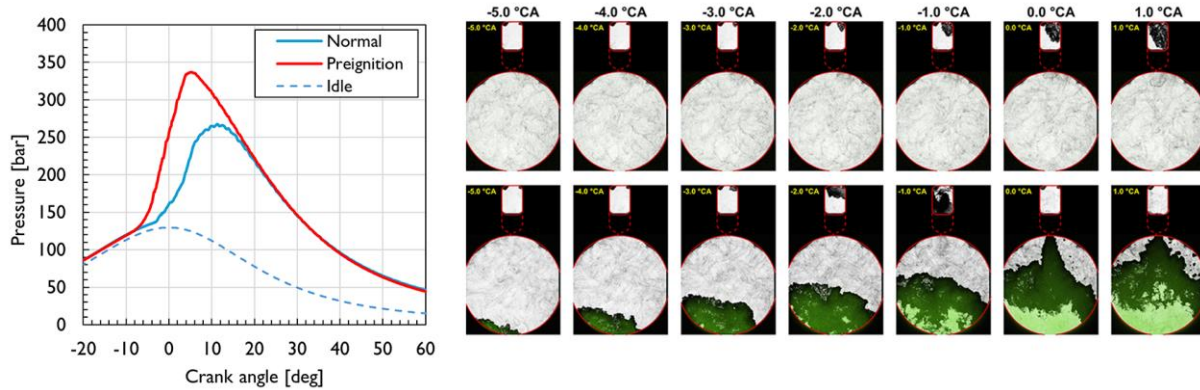 Normal
Preignition
Idle
400
350
300
250
200
150
100
50
0
Pressure [bar]
-20 -10 0 10 20 30 40 50 60
Crank angle [deg]
-5.0 °CA -4.0 °CA -3.0 °CA -2.0 °CA -1.0 °CA 0.0 °CA 1.0 °CA
-5.0 °CA -4.0 °CA -3.0 °CA -2.0 °CA -1.0 °CA 0.0 °CA 1.0 °CA
-5.0 °CA -4.0 °CA -3.0 °CA -2.0 °CA -1.0 °CA 0.0 °CA 1.0 °CA